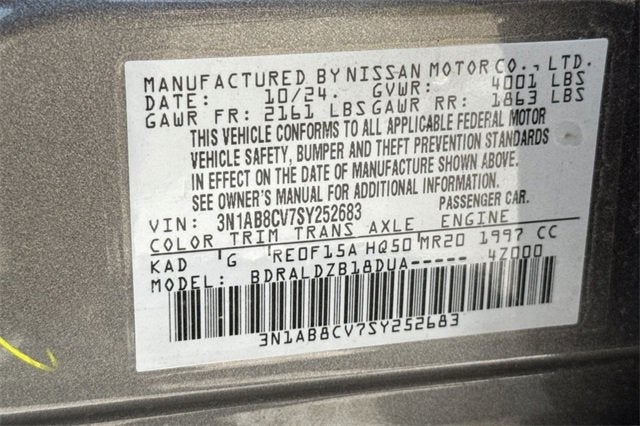 MANUFACTURED BY NISSAN MOTOR CO., LTD.
DATE: 10/24. GVWR: 4001 LBS
GAWR FR: 2161 LBS GAWR RR: 1863 LBS
THIS VEHICLE CONFORMS TO ALL APPLICABLE FEDERAL MOTOR
VEHICLE SAFETY, BUMPER AND THEFT PREVENTION STANDARDS
IN EFFECT ON THE DATE OF MANUFACTURE SHOWN ABOVE.
SEE OWNER'S MANUAL FOR ADDITIONAL INFORMATION.
VIN: 3N1AB8CV7SY252683 PASSENGER CAR.
COLOR TRIM TRANS AXLE ENGINE
KAD G RE0F15A HQ50 MR20 1997 CC
MODEL: BDRALDZB18DUA----- 4Z000
3N1AB8CV7SY252683